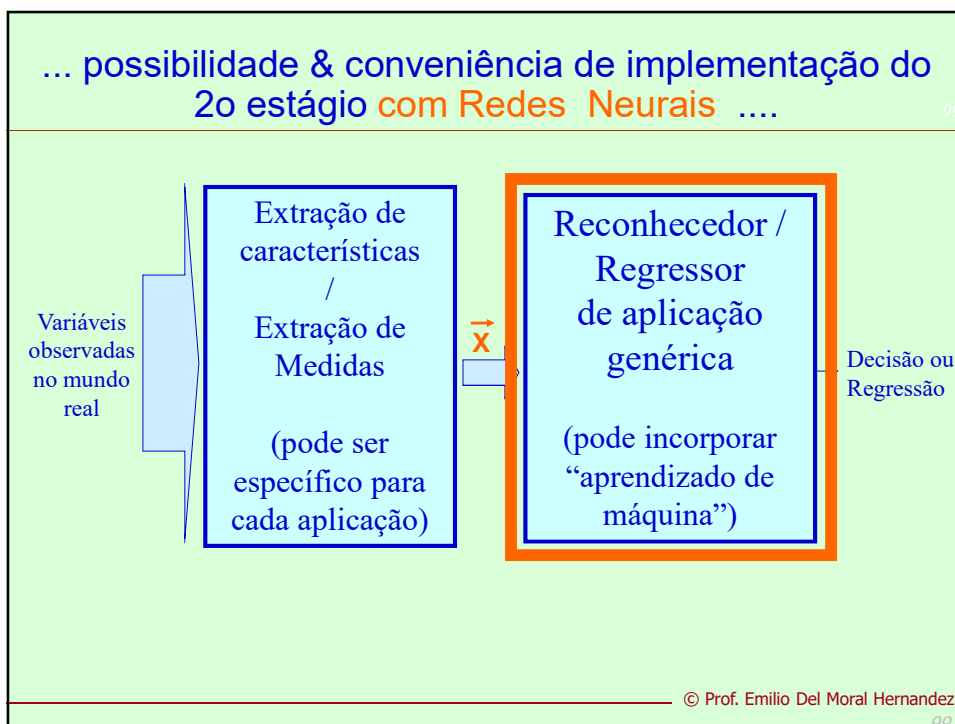 ... possibilidade & conveniência de implementação do
2o estágio com Redes Neurais ....
99
Variáveis
observadas
no mundo
real
Extração de
características
/
Extração de
Medidas
(pode ser
específico para
cada aplicação)
X
Reconhecedor /
Regressor
de aplicação
genérica
(pode incorporar
“aprendizado de
máquina”)
Decisão ou
Regressão
© Prof. Emilio Del Moral Hernandez
99